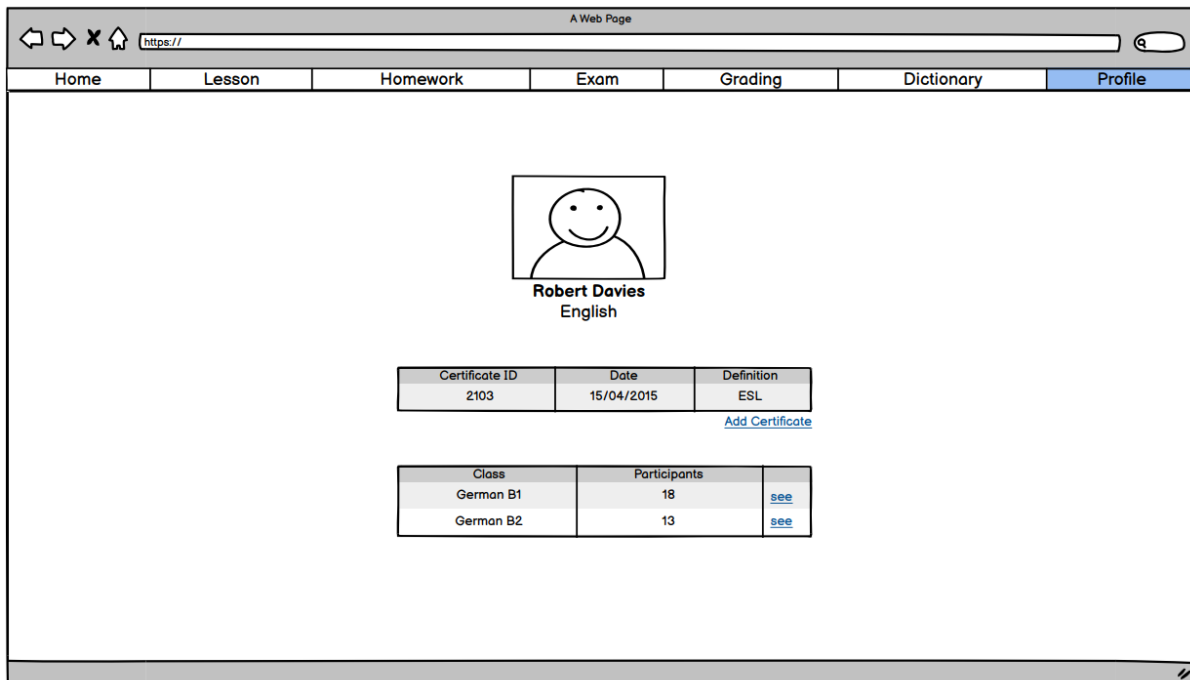 A Web Page
https://
Home Lesson Homework Exam Grading Dictionary Profile
Robert Davies
English
Certificate ID Date Definition
2103 15/04/2015 ESL
Add Certificate
Class Participants
German B1 18 see
German B2 13 see